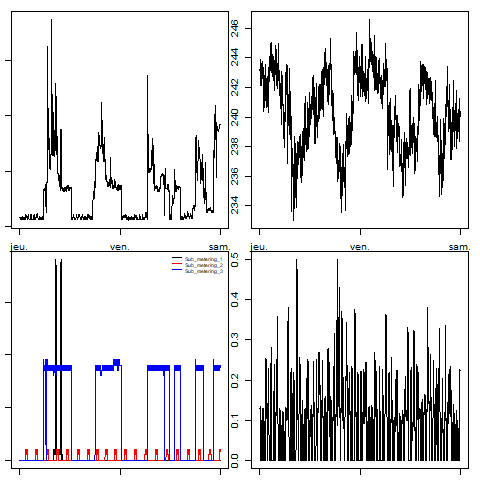 246
244
242
240
238
236
234
jeu.
ven.
sam.
jeu.
ven.
sam.
Sub_metering_1
Sub_metering_2
Sub_metering_3
0.5
0.4
0.3
0.2
0.1
0.0